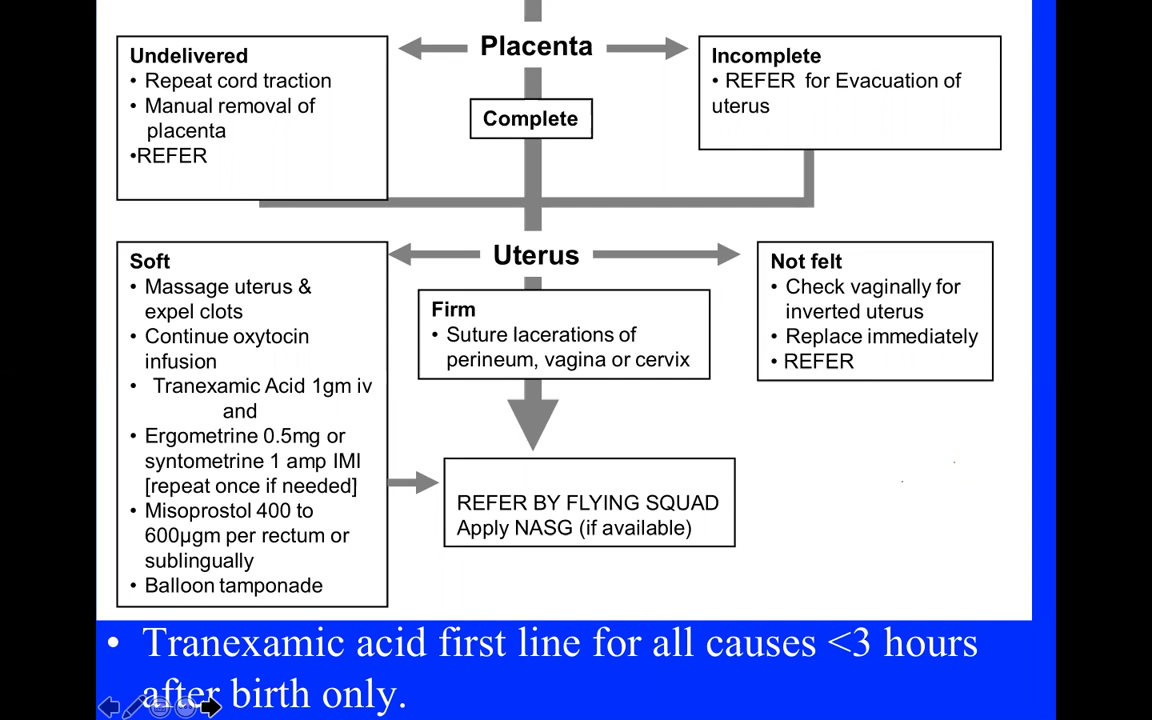 Placenta
Undelivered
• Repeat cord traction
• Manual removal of
placenta
•REFER
Complete
Incomplete
• REFER for Evacuation of
uterus
Uterus
Soft
• Massage uterus &
expel clots
• Continue oxytocin
infusion
• Tranexamic Acid 1gm iv
and
• Ergometrine 0.5mg or
syntometrine 1 amp IMI
[repeat once if needed]
• Misoprostol 400 to
600µgm per rectum or
sublingually
• Balloon tamponade
Firm
• Suture lacerations of
perineum, vagina or cervix
Not felt
• Check vaginally for
inverted uterus
• Replace immediately
• REFER
REFER BY FLYING SQUAD
Apply NASG (if available)
• Tranexamic acid first line for all causes <3 hours
after birth only.